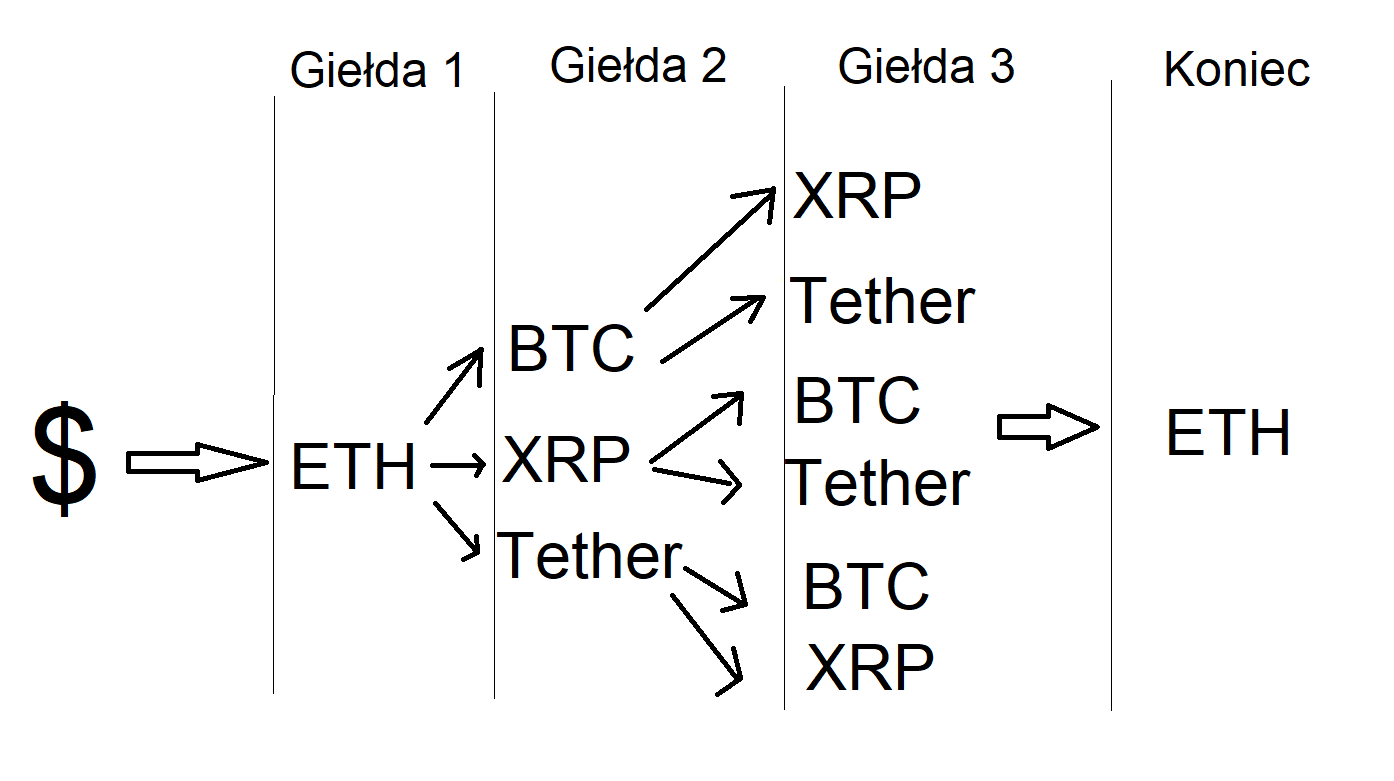 Giełda 1
Giełda 2
Giełda 3
Koniec
$
ETH
BTC
XRP
Tether
XRP
Tether
BTC
Tether
BTC
XRP
ETH